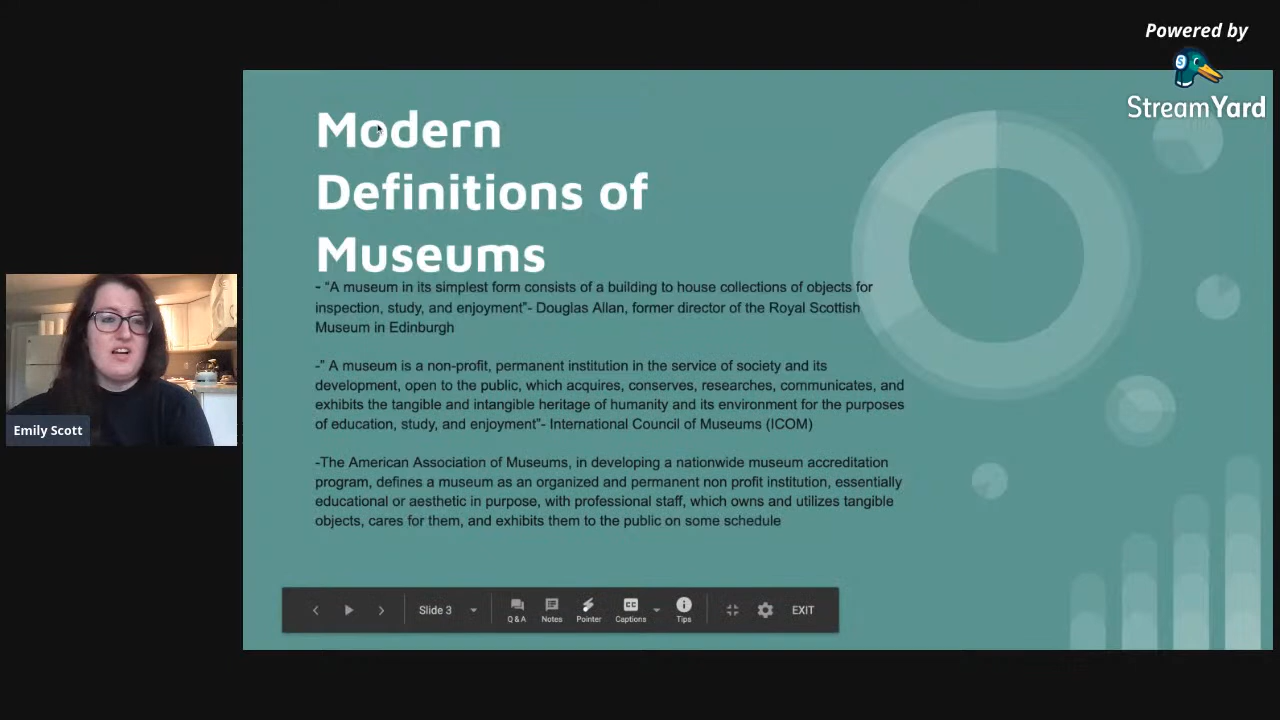 Powered by
StreamYard
Modern
Definitions of
Museums
- “A museum in its simplest form consists of a building to house collections of objects for
inspection, study, and enjoyment”- Douglas Allan, former director of the Royal Scottish
Museum in Edinburgh
-” A museum is a non-profit, permanent institution in the service of society and its
development, open to the public, which acquires, conserves, researches, communicates, and
exhibits the tangible and intangible heritage of humanity and its environment for the purposes
of education, study, and enjoyment”- International Council of Museums (ICOM)
-The American Association of Museums, in developing a nationwide museum accreditation
program, defines a museum as an organized and permanent non profit institution, essentially
educational or aesthetic in purpose, with professional staff, which owns and utilizes tangible
objects, cares for them, and exhibits them to the public on some schedule
Emily Scott
Slide 3
Q & A
Notes
Pointer
Captions
Tips
EXIT